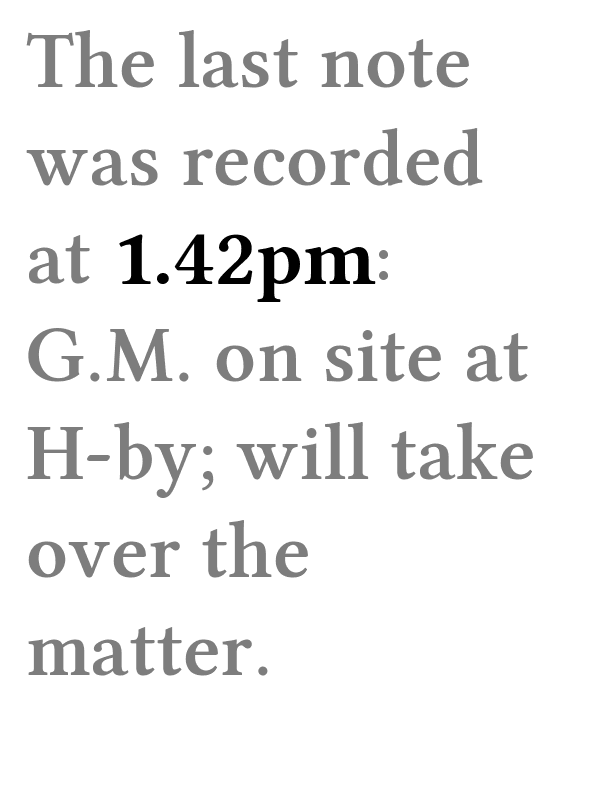 The last note
was recorded
at 1.42pm:
G.M. on site at
H-by; will take
over the
matter.